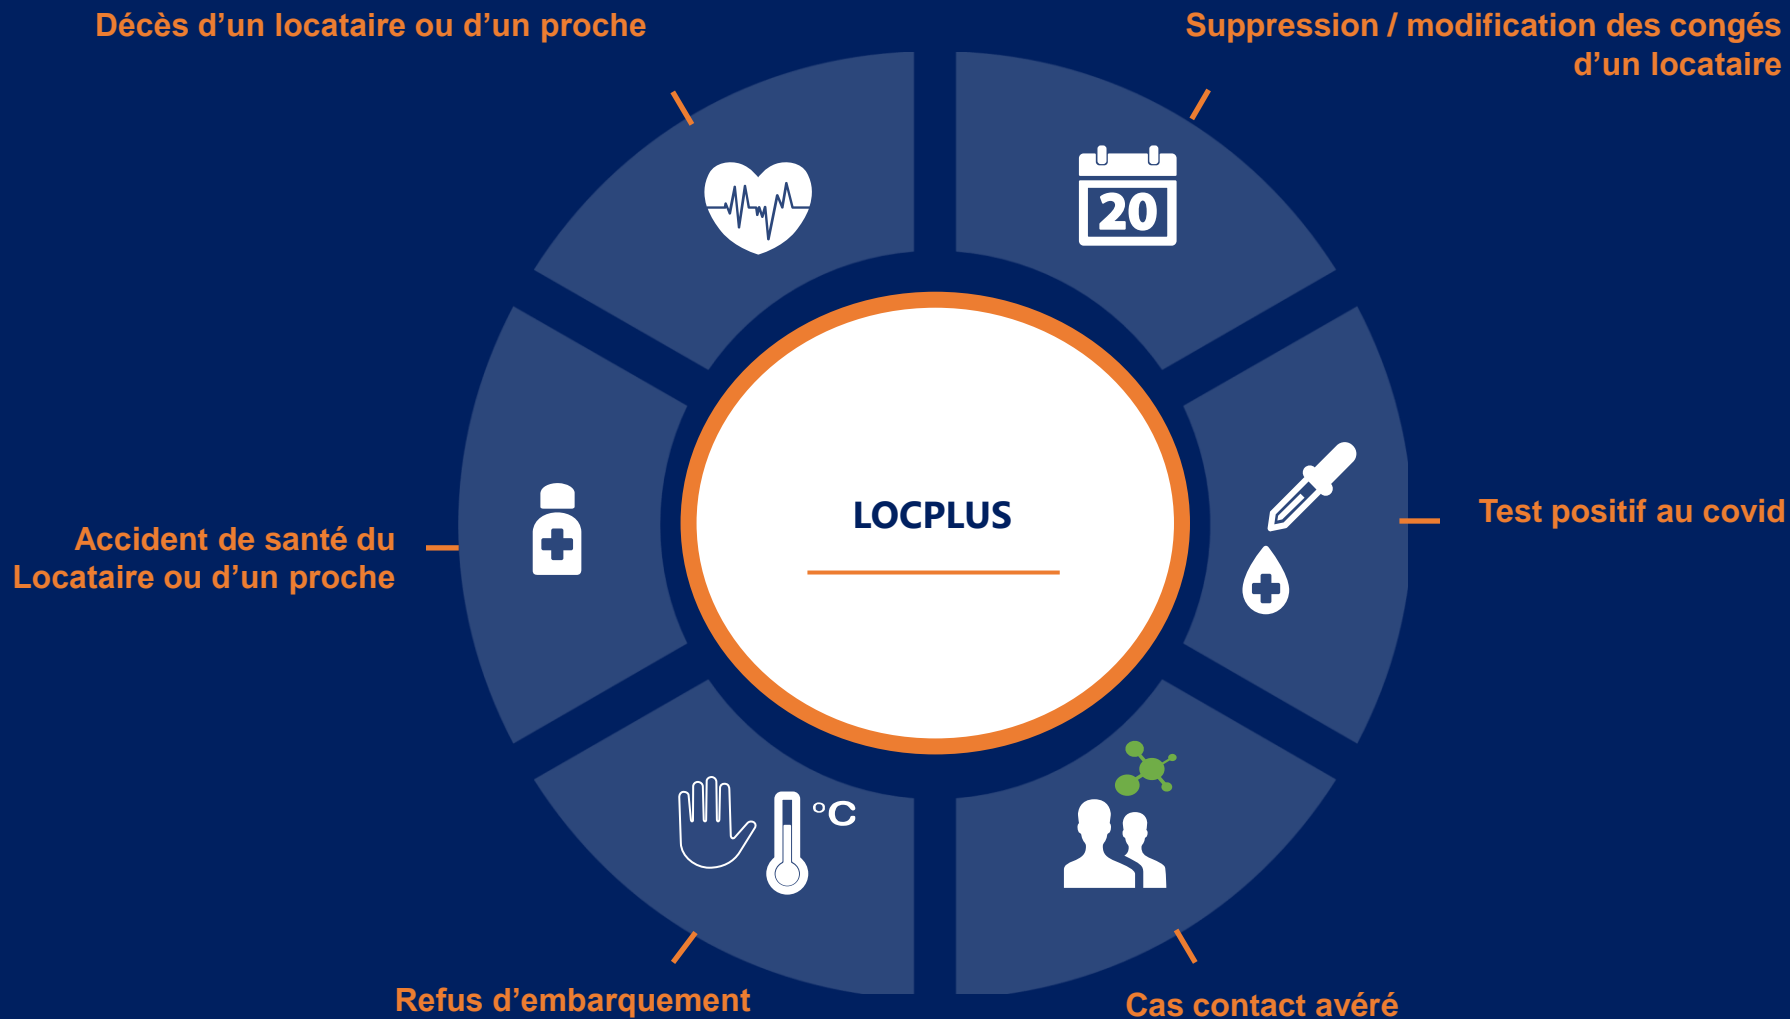 Décès d’un locataire ou d’un proche
Suppression / modification des congés
d’un locataire
20
LOCPLUS
Test positif au covid
Accident de santé du
Locataire ou d’un proche
°C
Refus d’embarquement
Cas contact avéré